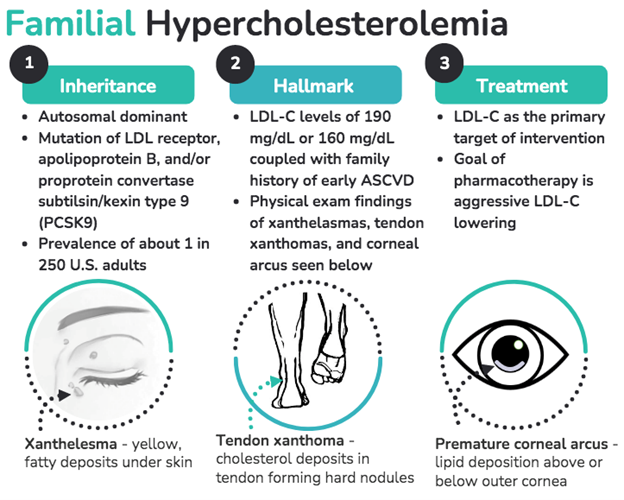 Familial Hypercholesterolemia
1
Inheritance
• Autosomal dominant
• Mutation of LDL receptor,
apolipoprotein B, and/or
proprotein convertase
subtilsin/kexin type 9
(PCSK9)
• Prevalence of about 1 in
250 U.S. adults
2
Hallmark
• LDL-C levels of 190
mg/dL or 160 mg/dL
coupled with family
history of early ASCVD
• Physical exam findings
of xanthelasmas, tendon
xanthomas, and corneal
arcus seen below
3
Treatment
• LDL-C as the primary
target of intervention
• Goal of
pharmacotherapy is
aggressive LDL-C
lowering
Xanthelesma - yellow,
fatty deposits under skin
Tendon xanthoma -
cholesterol deposits in
tendon forming hard nodules
Premature corneal arcus -
lipid deposition above or
below outer cornea